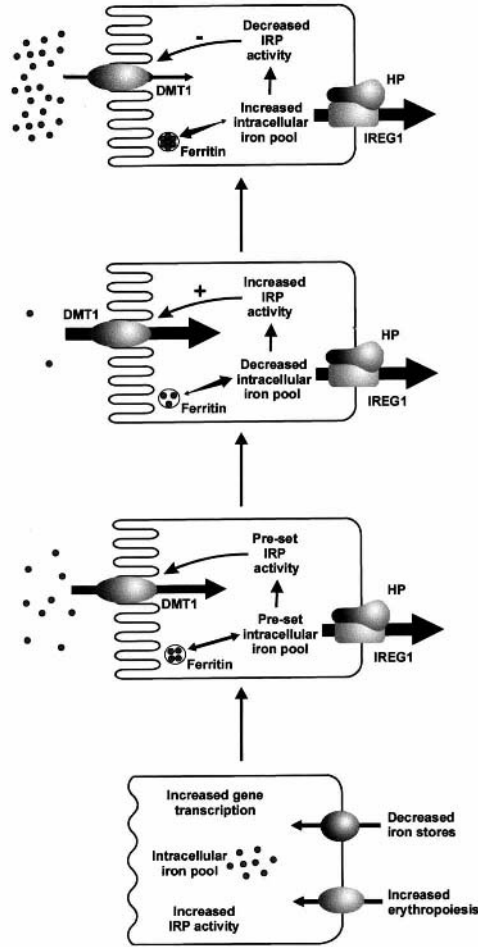 Decreased
IRP
activity
-
DMT1
HP
Increased
intracellular
iron pool
Ferritin
IREG1
Increased
IRP
activity
+
DMT1
HP
Decreased
intracellular
iron pool
Ferritin
IREG1
Pre-set
IRP
activity
DMT1
HP
Pre-set
intracellular
iron pool
Ferritin
IREG1
Increased gene
transcription
Decreased
iron stores
Intracellular
iron pool
Increased
IRP activity
Increased
erythropoiesis